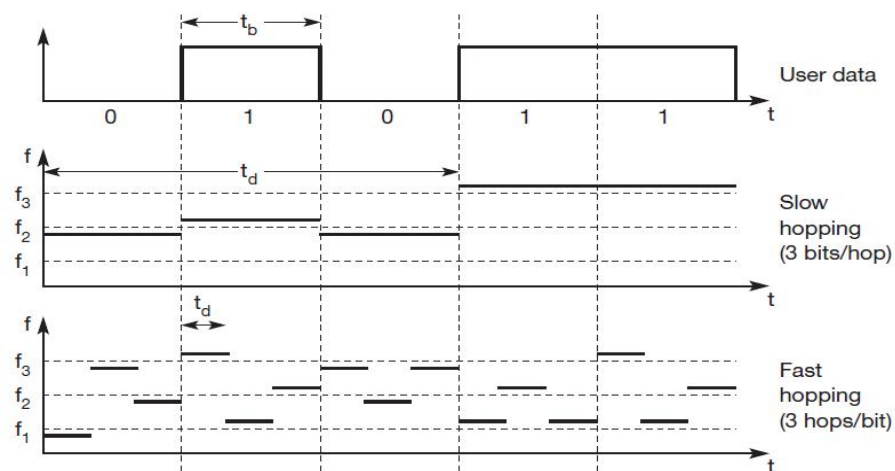 t_b
User data
0 1 0 1 1 t
f
t_d
f_3
Slow
f_2
hopping
f_1
(3 bits/hop)
t
t_d
f
f_3
Fast
f_2
hopping
f_1
(3 hops/bit)
t